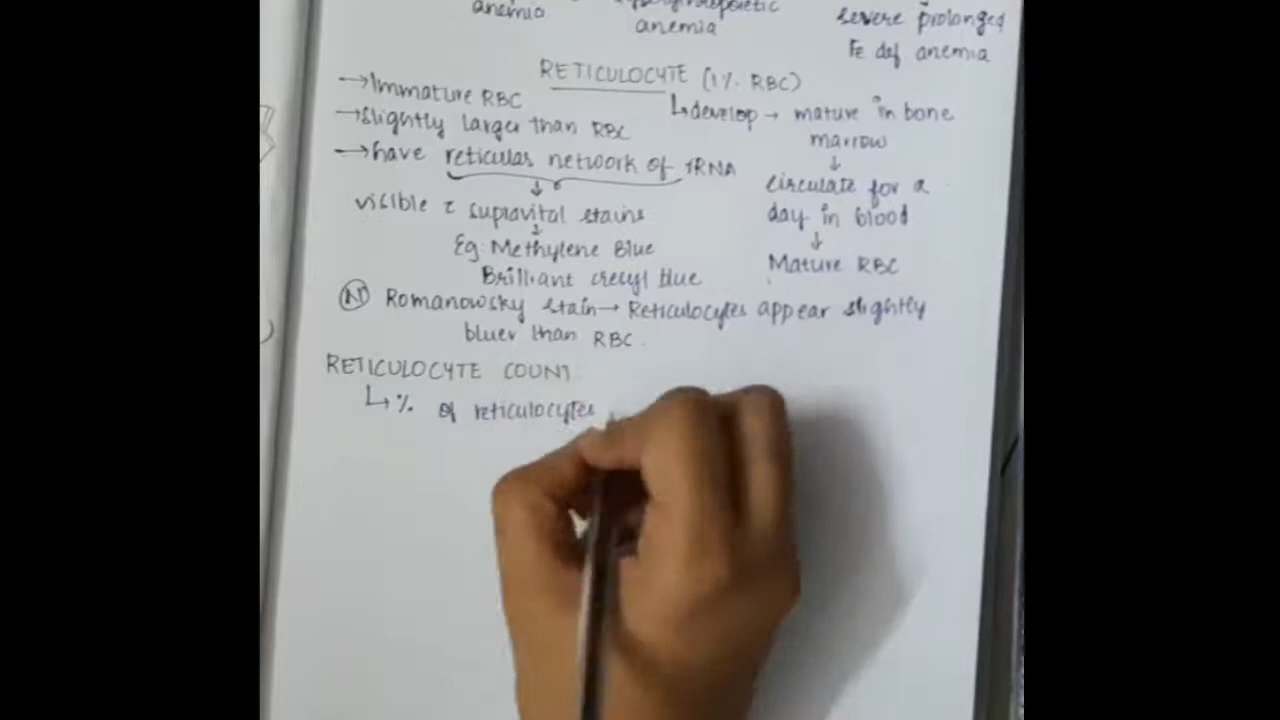 anemia
anemia
severe prolonged
Fe def anemia
RETICULOCYTE (1% RBC)
→Immature RBC
→slightly larger than RBC
→have reticular network of rRNA
visible c supravital stains
Eg: Methylene Blue
Brilliant cresyl blue
↳develop → mature in bone
marrow
↓
circulate for a
day in blood
↓
Mature RBC
(N) Romanowsky stain→ Reticulocytes appear slightly
bluer than RBC.
RETICULOCYTE COUNT
↳% of reticulocytes